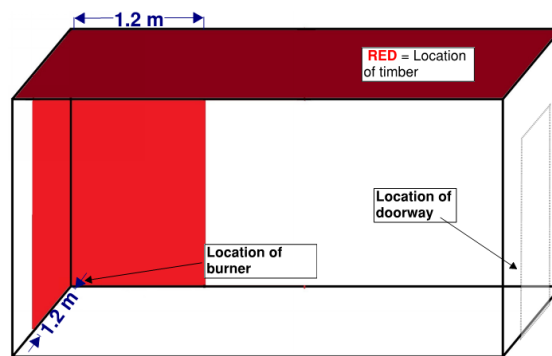 1.2 m
RED = Location
of timber
Location of
doorway
Location of
burner
1.2 m